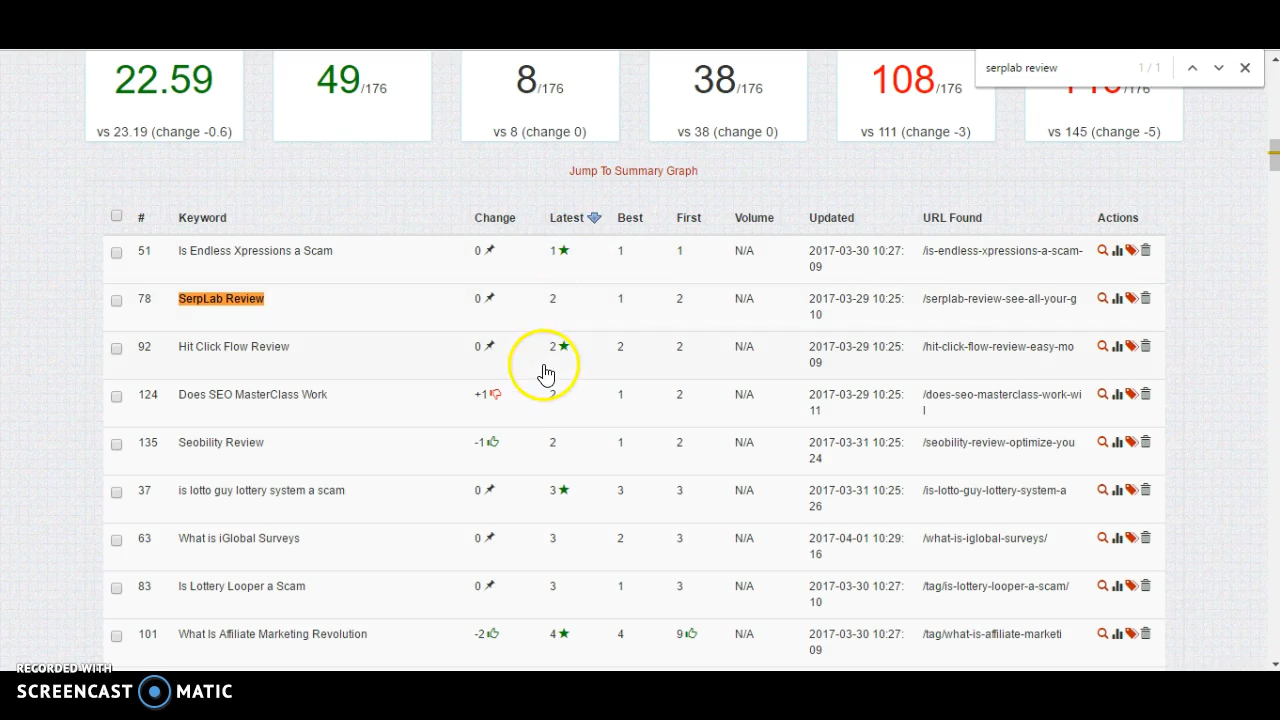 serplab review 1/1
22.59 49/176 8/176 38/176 108/176 /176
vs 23.19 (change -0.6) vs 8 (change 0) vs 38 (change 0) vs 111 (change -3) vs 145 (change -5)
Jump To Summary Graph
# Keyword Change Latest Best First Volume Updated URL Found Actions
51 Is Endless Xpressions a Scam 0 1 1 1 N/A 2017-03-30 10:27: /is-endless-xpressions-a-scam-
09
78 SerpLab Review 0 2 1 2 N/A 2017-03-29 10:25: /serplab-review-see-all-your-g
10
92 Hit Click Flow Review 0 2 2 2 N/A 2017-03-29 10:25: /hit-click-flow-review-easy-mo
09
124 Does SEO MasterClass Work +1 2 1 2 N/A 2017-03-29 10:25: /does-seo-masterclass-work-wi
11 l
135 Seobility Review -1 2 1 2 N/A 2017-03-31 10:25: /seobility-review-optimize-you
24
37 is lotto guy lottery system a scam 0 3 3 3 N/A 2017-03-31 10:25: /is-lotto-guy-lottery-system-a
26
63 What is iGlobal Surveys 0 3 2 3 N/A 2017-04-01 10:29: /what-is-iglobal-surveys/
16
83 Is Lottery Looper a Scam 0 3 1 3 N/A 2017-03-30 10:27: /tag/is-lottery-looper-a-scam/
10
101 What Is Affiliate Marketing Revolution -2 4 4 9 N/A 2017-03-30 10:27: /tag/what-is-affiliate-marketi
09
RECORDED WITH
SCREENCAST MATIC